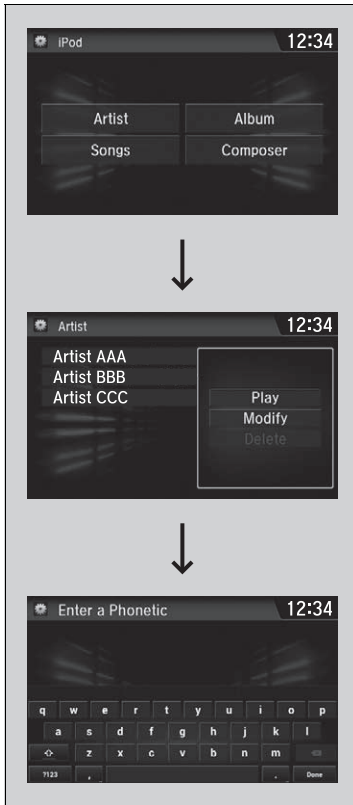 iPod 12:34
Artist Album
Songs Composer
Artist 12:34
Artist AAA
Artist BBB
Artist CCC
Play
Modify
Delete
Enter a Phonetic 12:34
q w e r t y u i o p
a s d f g h j k l
z x c v b n m
?123 , . Done